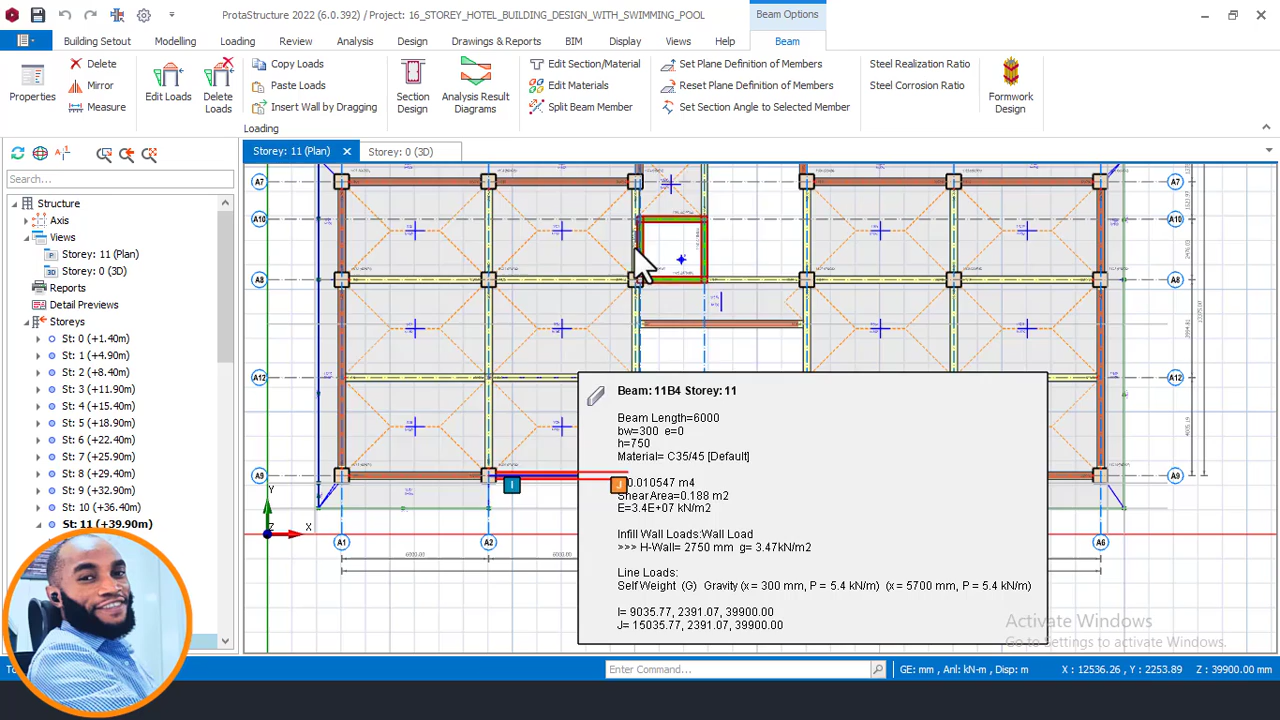 ProtaStructure 2022 (6.0.392) / Project: 16_STOREY_HOTEL_BUILDING_DESIGN_WITH_SWIMMING_POOL
Beam Options
Building Setout Modelling Loading Review Analysis Design Drawings & Reports BIM Display Views Help Beam
Properties
Delete
Mirror
Measure
Edit Loads
Delete Loads
Copy Loads
Paste Loads
Insert Wall by Dragging
Loading
Section Design
Analysis Result Diagrams
Edit Section/Material
Edit Materials
Split Beam Member
Set Plane Definition of Members
Reset Plane Definition of Members
Set Section Angle to Selected Member
Steel Realization Ratio
Steel Corrosion Ratio
Formwork Design
Storey: 11 (Plan)
Storey: 0 (3D)
Search...
Structure
Axis
Views
Storey: 11 (Plan)
Storey: 0 (3D)
Reports
Detail Previews
Storeys
St: 0 (+1.40m)
St: 1 (+4.90m)
St: 2 (+8.40m)
St: 3 (+11.90m)
St: 4 (+15.40m)
St: 5 (+18.90m)
St: 6 (+22.40m)
St: 7 (+25.90m)
St: 8 (+29.40m)
St: 9 (+32.90m)
St: 10 (+36.40m)
St: 11 (+39.90m)
A7 A7
A10 A10
A8 A8
A12 A12
A9 A9
I
J
Y
Z
X
A1 A2 A6
6000.00 6000.00
Beam: 11B4 Storey: 11
Beam Length=6000
bw=300 e=0
h=750
Material= C35/45 [Default]
0.010547 m4
ShearArea=0.188 m2
E=3.4E+07 kN/m2
Infill Wall Loads:Wall Load
>>> H-Wall= 2750 mm g= 3.47kN/m2
Line Loads:
Self Weight (G) Gravity (x = 300 mm, P = 5.4 kN/m) (x = 5700 mm, P = 5.4 kN/m)
I= 9035.77, 2391.07, 39900.00
J= 15035.77, 2391.07, 39900.00
Activate Windows
Go to Settings to activate Windows.
Enter Command...
GE: mm , Anl: kN-m , Disp: m
X : 12536.26 , Y : 2253.89
Z : 39900.00 mm